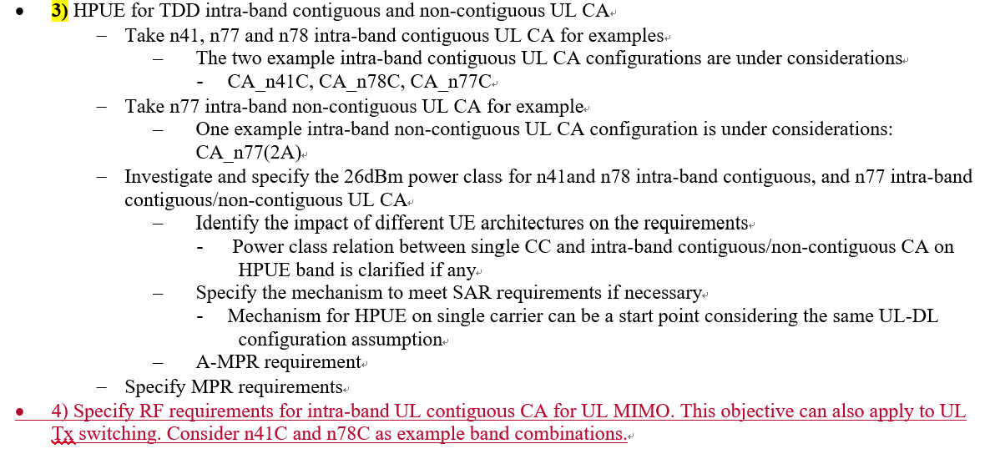 • 3) HPUE for TDD intra-band contiguous and non-contiguous UL CA
– Take n41, n77 and n78 intra-band contiguous UL CA for examples
– The two example intra-band contiguous UL CA configurations are under considerations
- CA_n41C, CA_n78C, CA_n77C
– Take n77 intra-band non-contiguous UL CA for example
– One example intra-band non-contiguous UL CA configuration is under considerations:
CA_n77(2A)
– Investigate and specify the 26dBm power class for n41and n78 intra-band contiguous, and n77 intra-band
contiguous/non-contiguous UL CA
– Identify the impact of different UE architectures on the requirements
- Power class relation between single CC and intra-band contiguous/non-contiguous CA on
HPUE band is clarified if any
– Specify the mechanism to meet SAR requirements if necessary
- Mechanism for HPUE on single carrier can be a start point considering the same UL-DL
configuration assumption
– A-MPR requirement
– Specify MPR requirements
• 4) Specify RF requirements for intra-band UL contiguous CA for UL MIMO. This objective can also apply to UL
Tx switching. Consider n41C and n78C as example band combinations.